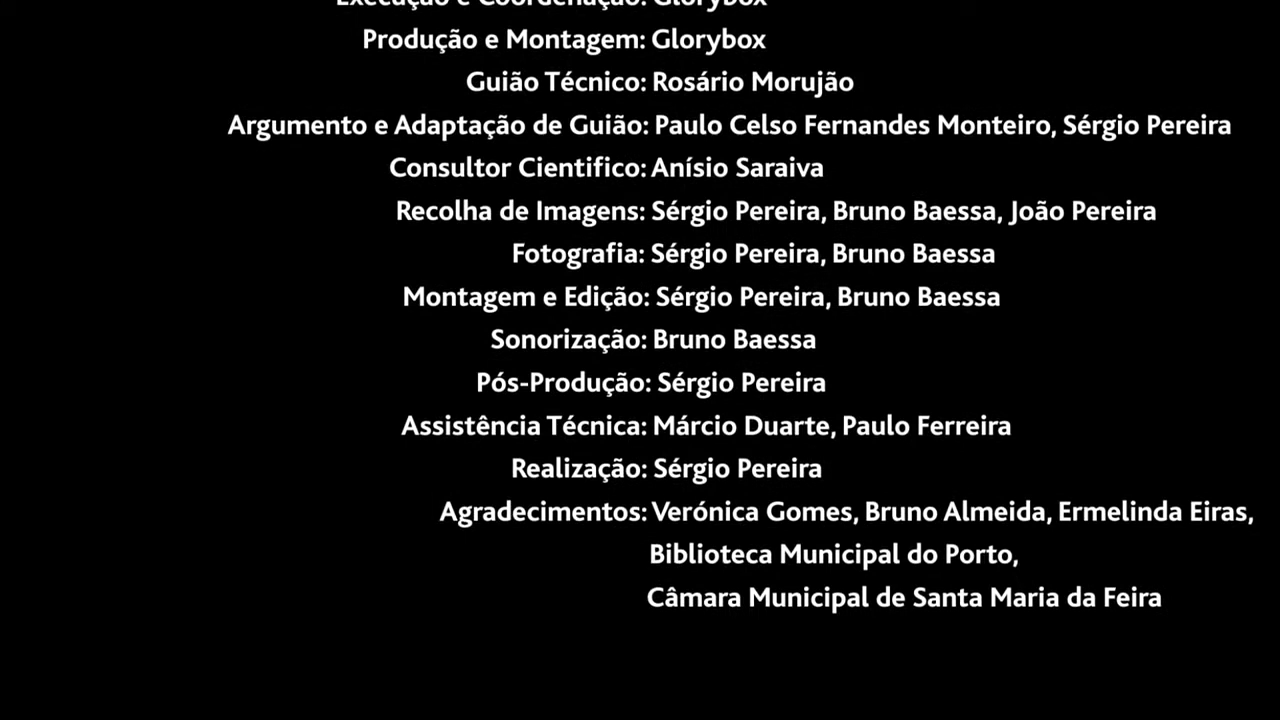 Execução e Coordenação: Glorybox
Produção e Montagem: Glorybox
Guião Técnico: Rosário Morujão
Argumento e Adaptação de Guião: Paulo Celso Fernandes Monteiro, Sérgio Pereira
Consultor Cientifico: Anísio Saraiva
Recolha de Imagens: Sérgio Pereira, Bruno Baessa, João Pereira
Fotografia: Sérgio Pereira, Bruno Baessa
Montagem e Edição: Sérgio Pereira, Bruno Baessa
Sonorização: Bruno Baessa
Pós-Produção: Sérgio Pereira
Assistência Técnica: Márcio Duarte, Paulo Ferreira
Realização: Sérgio Pereira
Agradecimentos: Verónica Gomes, Bruno Almeida, Ermelinda Eiras,
Biblioteca Municipal do Porto,
Câmara Municipal de Santa Maria da Feira